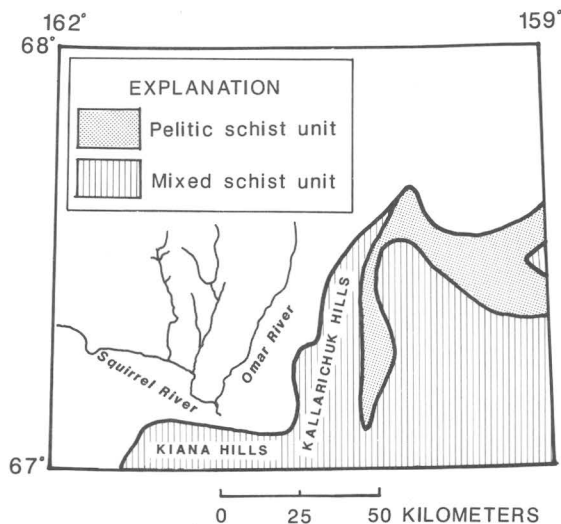 162°
159°
68°
EXPLANATION
Pelitic schist unit
Mixed schist unit
Squirrel River
Omar River
KALLARICHUK HILLS
KIANA HILLS
67°
0 25 50 KILOMETERS